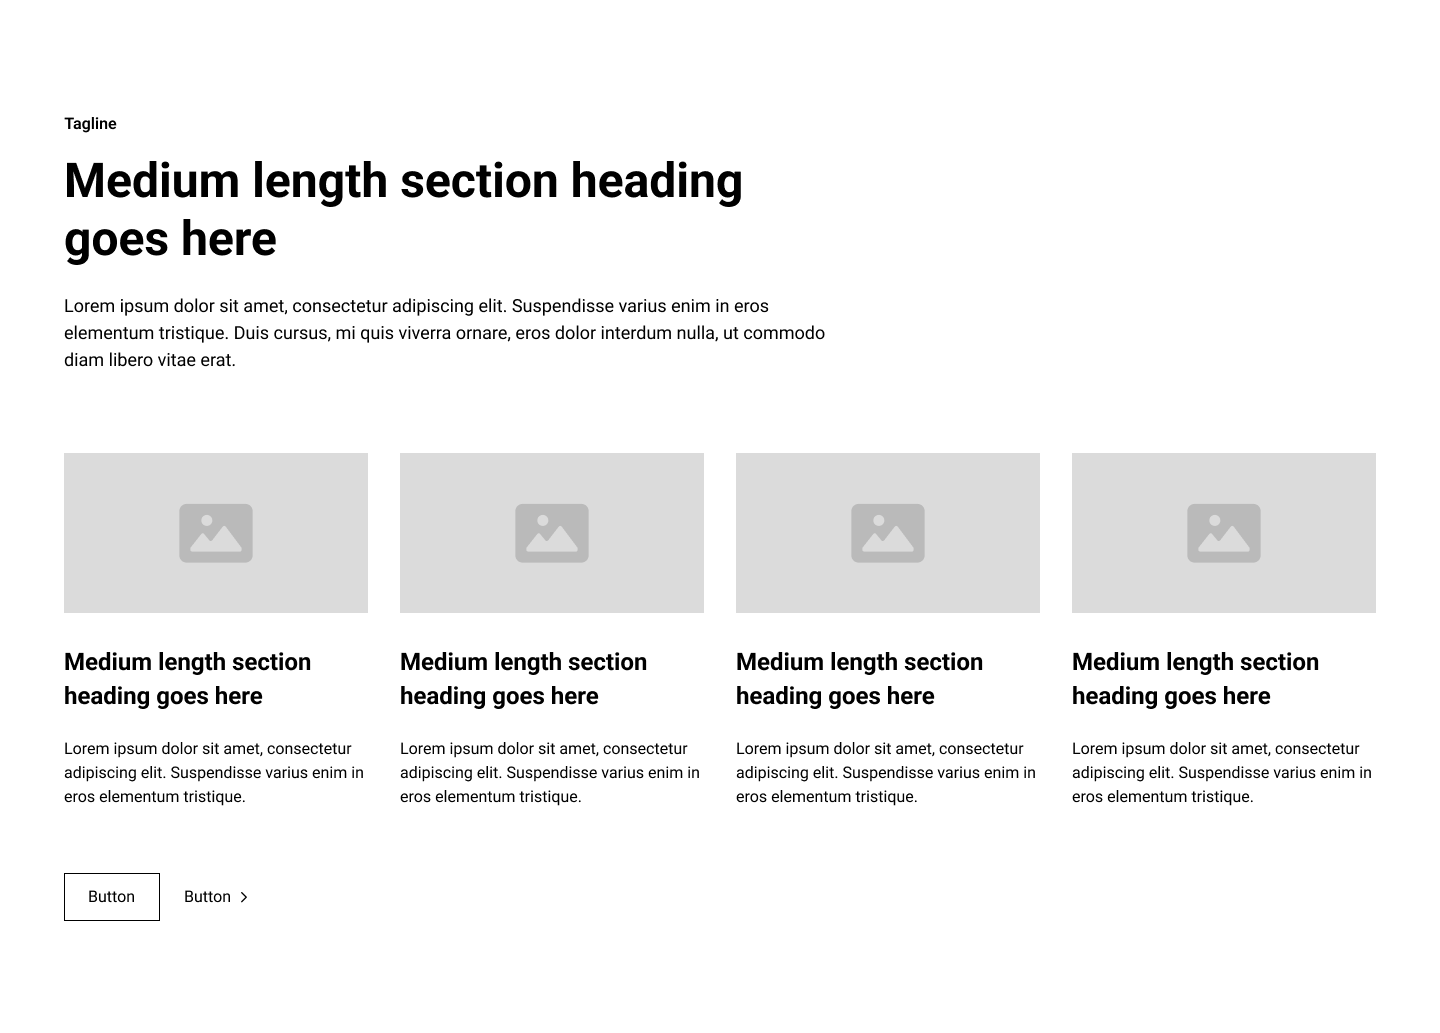 Tagline
Medium length section heading
goes here
Lorem ipsum dolor sit amet, consectetur adipiscing elit. Suspendisse varius enim in eros
elementum tristique. Duis cursus, mi quis viverra ornare, eros dolor interdum nulla, ut commodo
diam libero vitae erat.
Medium length section
heading goes here
Lorem ipsum dolor sit amet, consectetur
adipiscing elit. Suspendisse varius enim in
eros elementum tristique.
Medium length section
heading goes here
Lorem ipsum dolor sit amet, consectetur
adipiscing elit. Suspendisse varius enim in
eros elementum tristique.
Medium length section
heading goes here
Lorem ipsum dolor sit amet, consectetur
adipiscing elit. Suspendisse varius enim in
eros elementum tristique.
Medium length section
heading goes here
Lorem ipsum dolor sit amet, consectetur
adipiscing elit. Suspendisse varius enim in
eros elementum tristique.
Button
Button